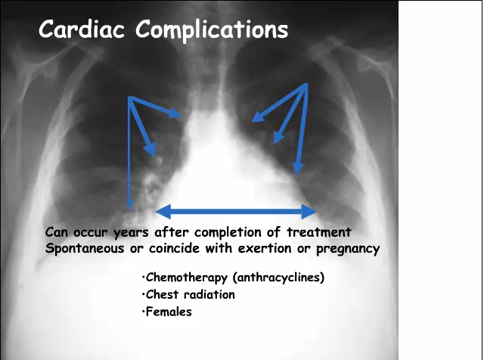 Cardiac Complications
Can occur years after completion of treatment
Spontaneous or coincide with exertion or pregnancy
·Chemotherapy (anthracyclines)
·Chest radiation
·Females